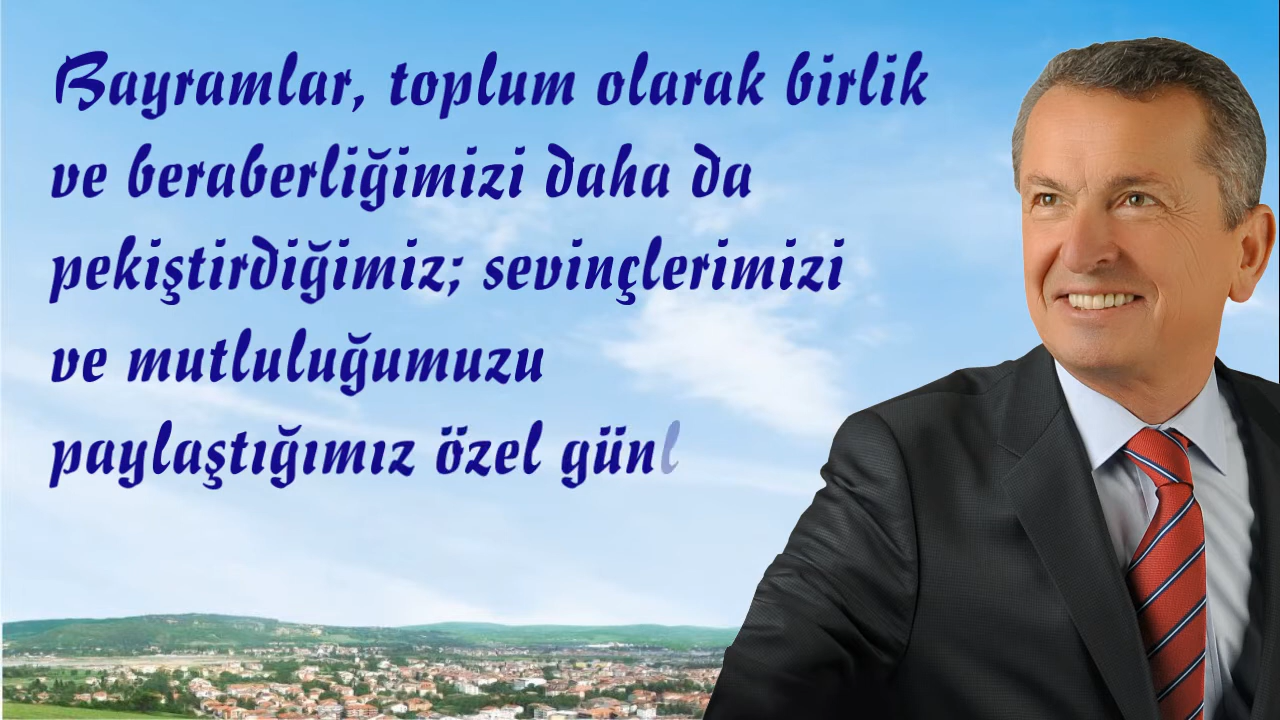 Bayramlar, toplum olarak birlik
ve beraberliğimizi daha da
pekiştirdiğimiz; sevinçlerimizi
ve mutluluğumuzu
paylaştığımız özel günl